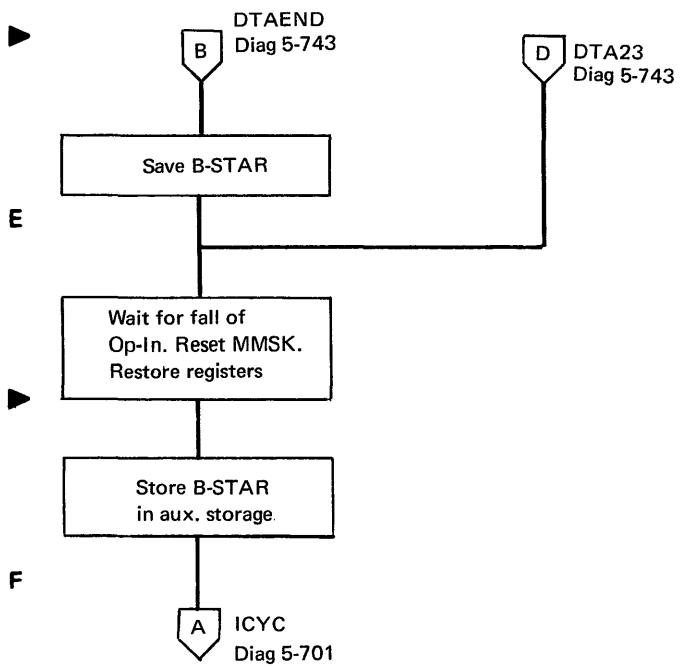 DTAEND
B
Diag 5-743
D
DTA23
Diag 5-743
Save B-STAR
E
Wait for fall of
Op-In. Reset MMSK.
Restore registers
Store B-STAR
in aux. storage
F
A
ICYC
Diag 5-701